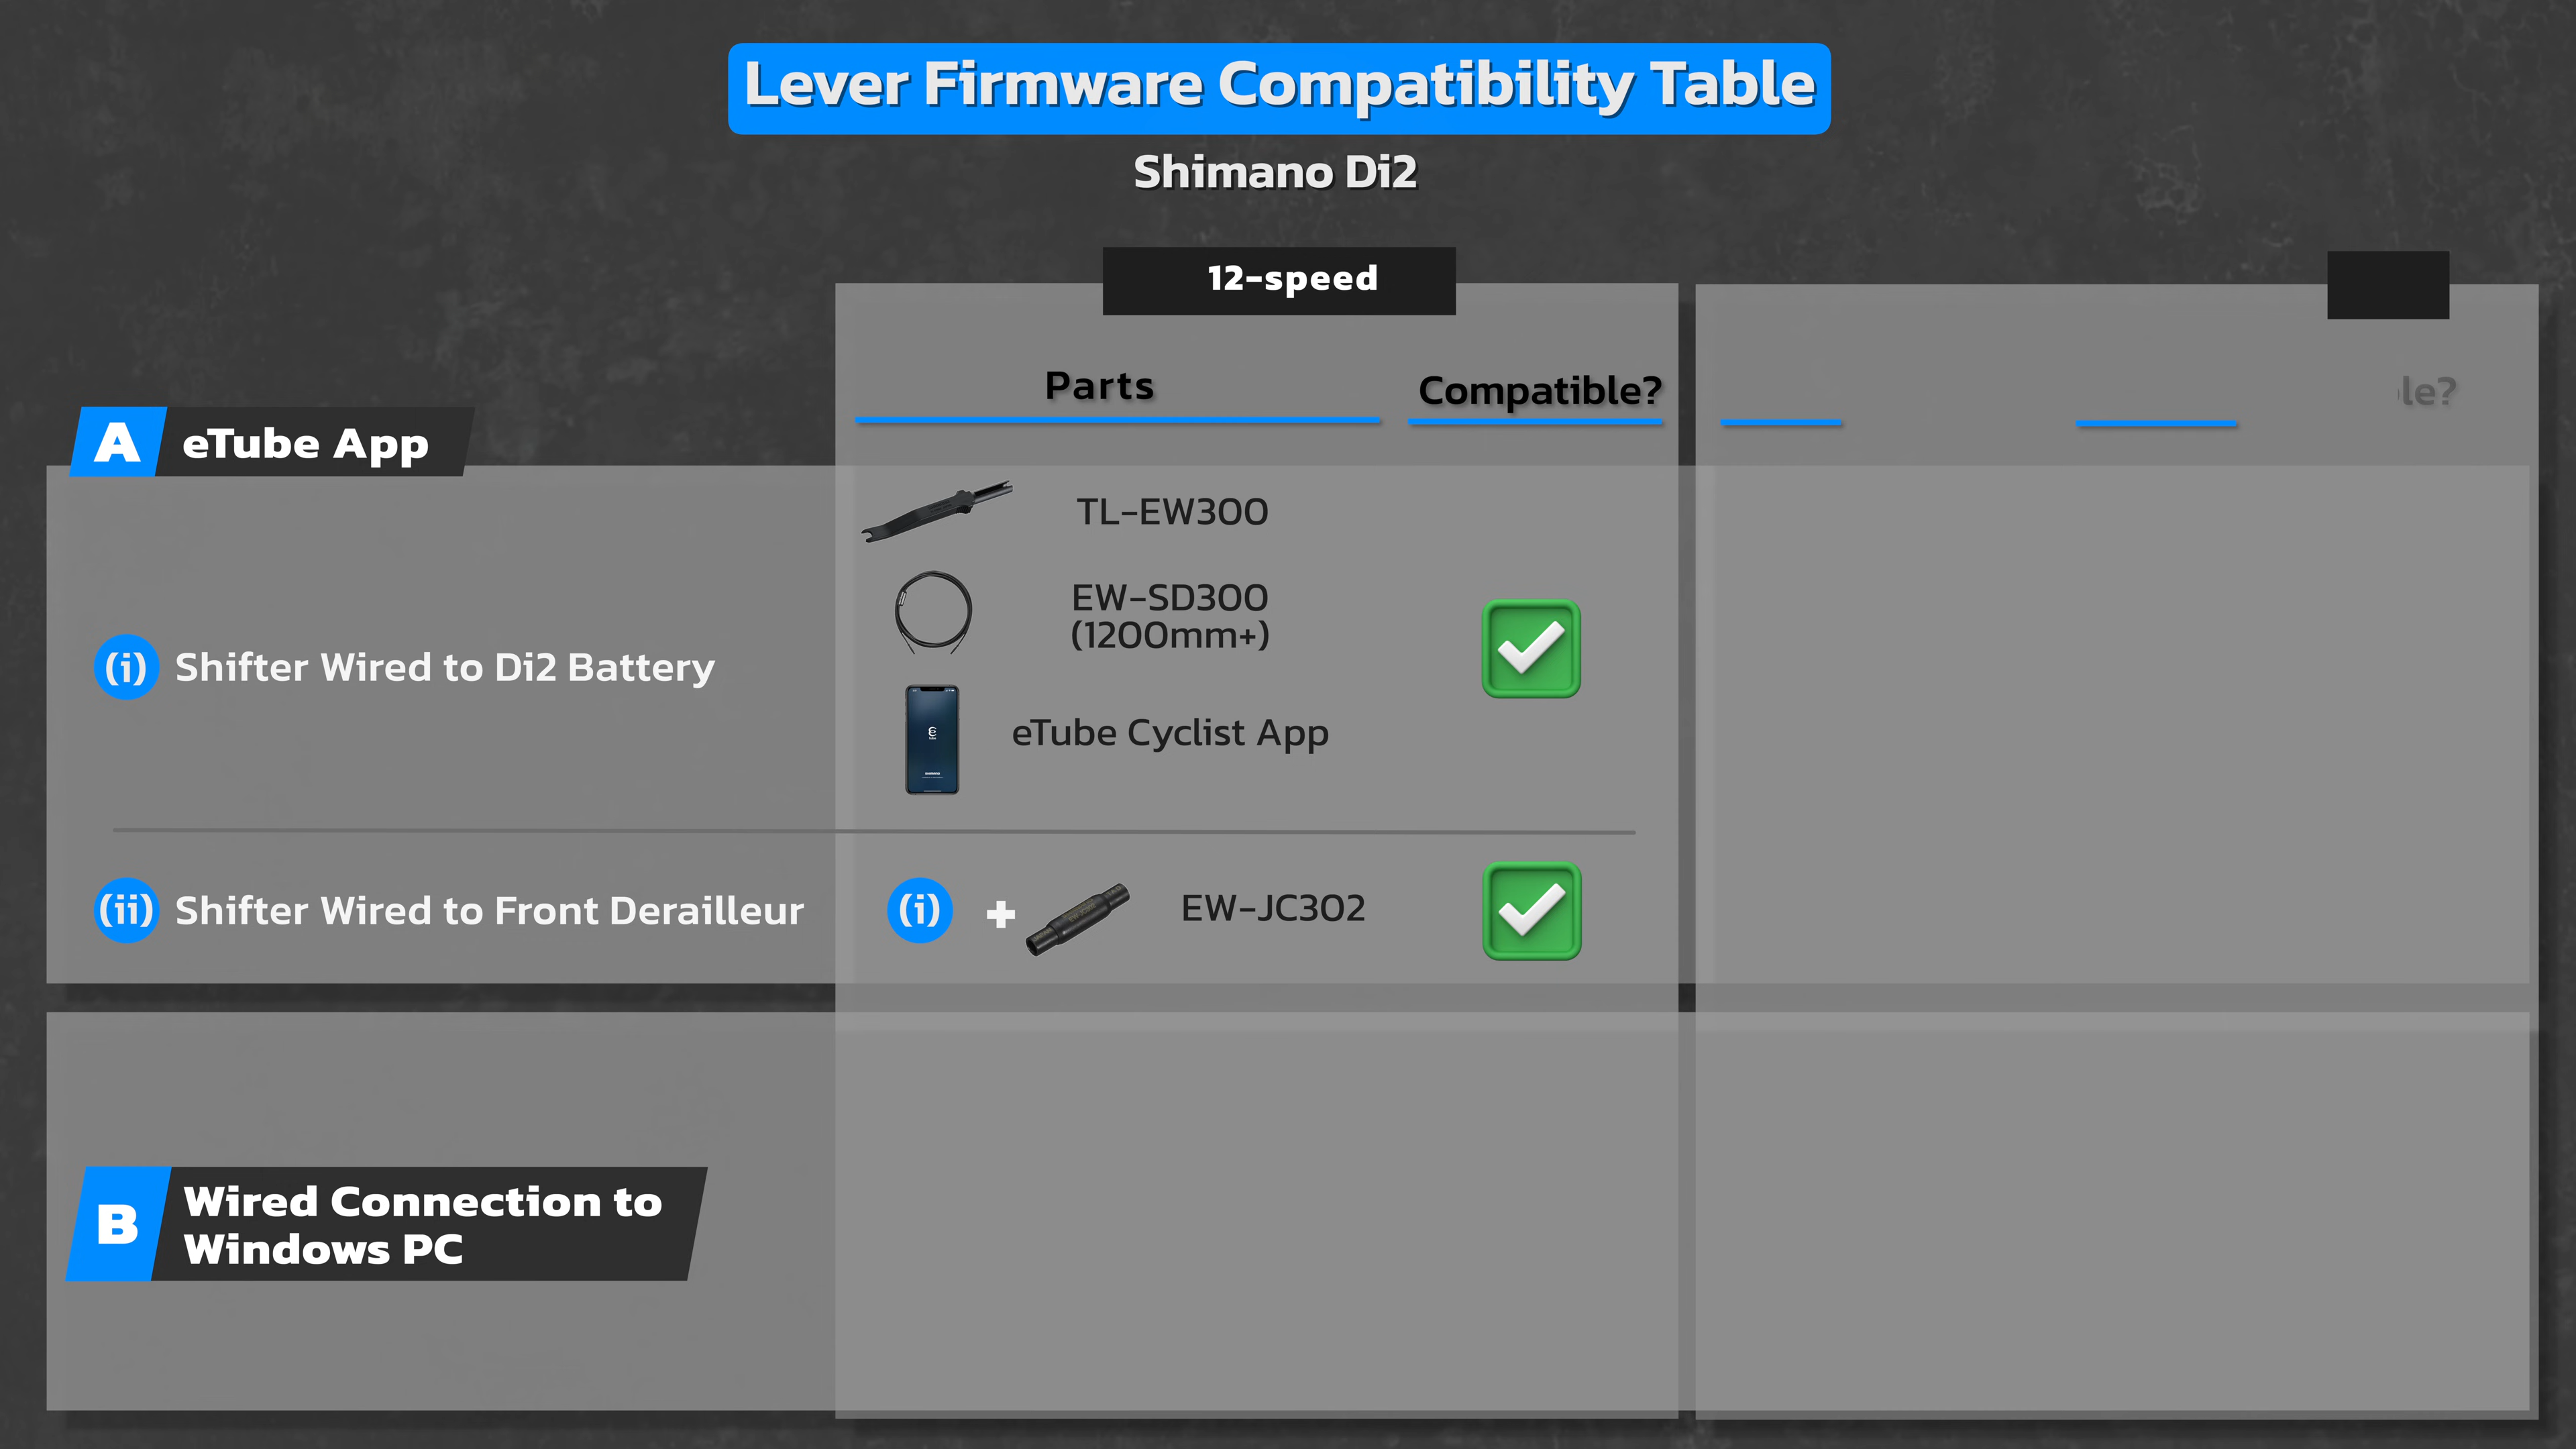 Lever Firmware Compatibility Table
Shimano Di2
12-speed
Parts
Compatible?
le?
A
eTube App
TL-EW300
EW-SD300
(1200mm+)
(i) Shifter Wired to Di2 Battery
eTube Cyclist App
(ii) Shifter Wired to Front Derailleur
(i) + EW-JC302
B
Wired Connection to
Windows PC